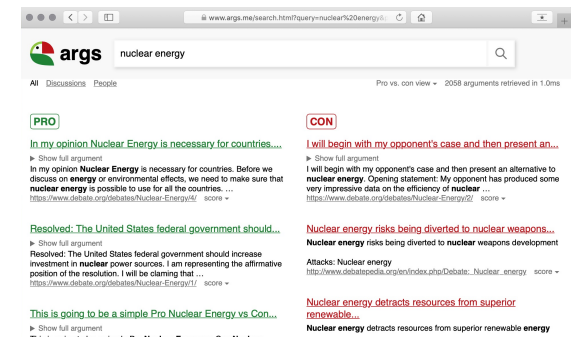 www.args.me/search.html?query=nuclear%20energy&
args
nuclear energy
All Discussions People
Pro vs. con view 2058 arguments retrieved in 1.0ms
PRO
In my opinion Nuclear Energy is necessary for countries....
Show full argument
In my opinion Nuclear Energy is necessary for countries. Before we
discuss on energy or environmental effects, we need to make sure that
nuclear energy is possible to use for all the countries. ...
https://www.debate.org/debates/Nuclear-Energy/4/ score
Resolved: The United States federal government should...
Show full argument
Resolved: The United States federal government should increase
investment in nuclear power sources. I am representing the affirmative
position of the resolution. I will be claiming that ...
https://www.debate.org/debates/Nuclear-Energy/1/ score
This is going to be a simple Pro Nuclear Energy vs Con...
Show full argument
CON
I will begin with my opponent's case and then present an...
Show full argument
I will begin with my opponent's case and then present an alternative to
nuclear energy. Opening statement: My opponent has produced some
very impressive data on the efficiency of nuclear ...
https://www.debate.org/debates/Nuclear-Energy/2/ score
Nuclear energy risks being diverted to nuclear weapons...
Nuclear energy risks being diverted to nuclear weapons development
Attacks: Nuclear energy
http://www.debatepedia.org/en/index.php/Debate:_Nuclear_energy score
Nuclear energy detracts resources from superior
renewable...
Nuclear energy detracts resources from superior renewable energy